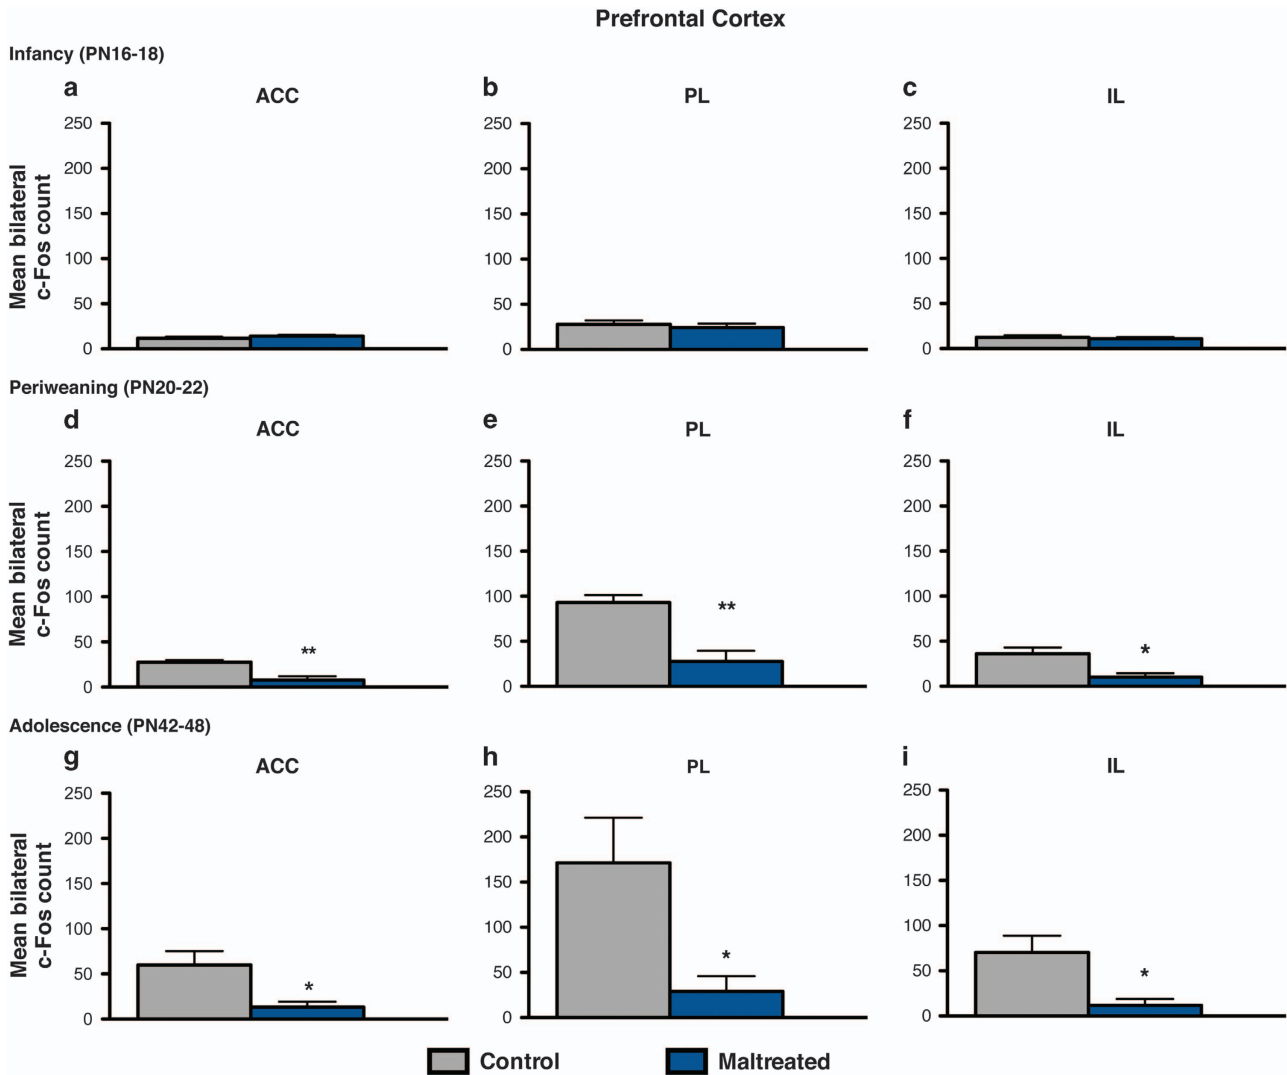 Prefrontal Cortex
Infancy (PN16-18)
a
ACC
b
PL
c
IL
Mean bilateral
c-Fos count
250
200
150
100
50
0
250
200
150
100
50
0
250
200
150
100
50
0
Periweaning (PN20-22)
d
ACC
e
PL
f
IL
Mean bilateral
c-Fos count
250
200
150
100
50
0
**
250
200
150
100
50
0
**
250
200
150
100
50
0
*
Adolescence (PN42-48)
g
ACC
h
PL
i
IL
Mean bilateral
c-Fos count
250
200
150
100
50
0
*
250
200
150
100
50
0
*
250
200
150
100
50
0
*
Control
Maltreated